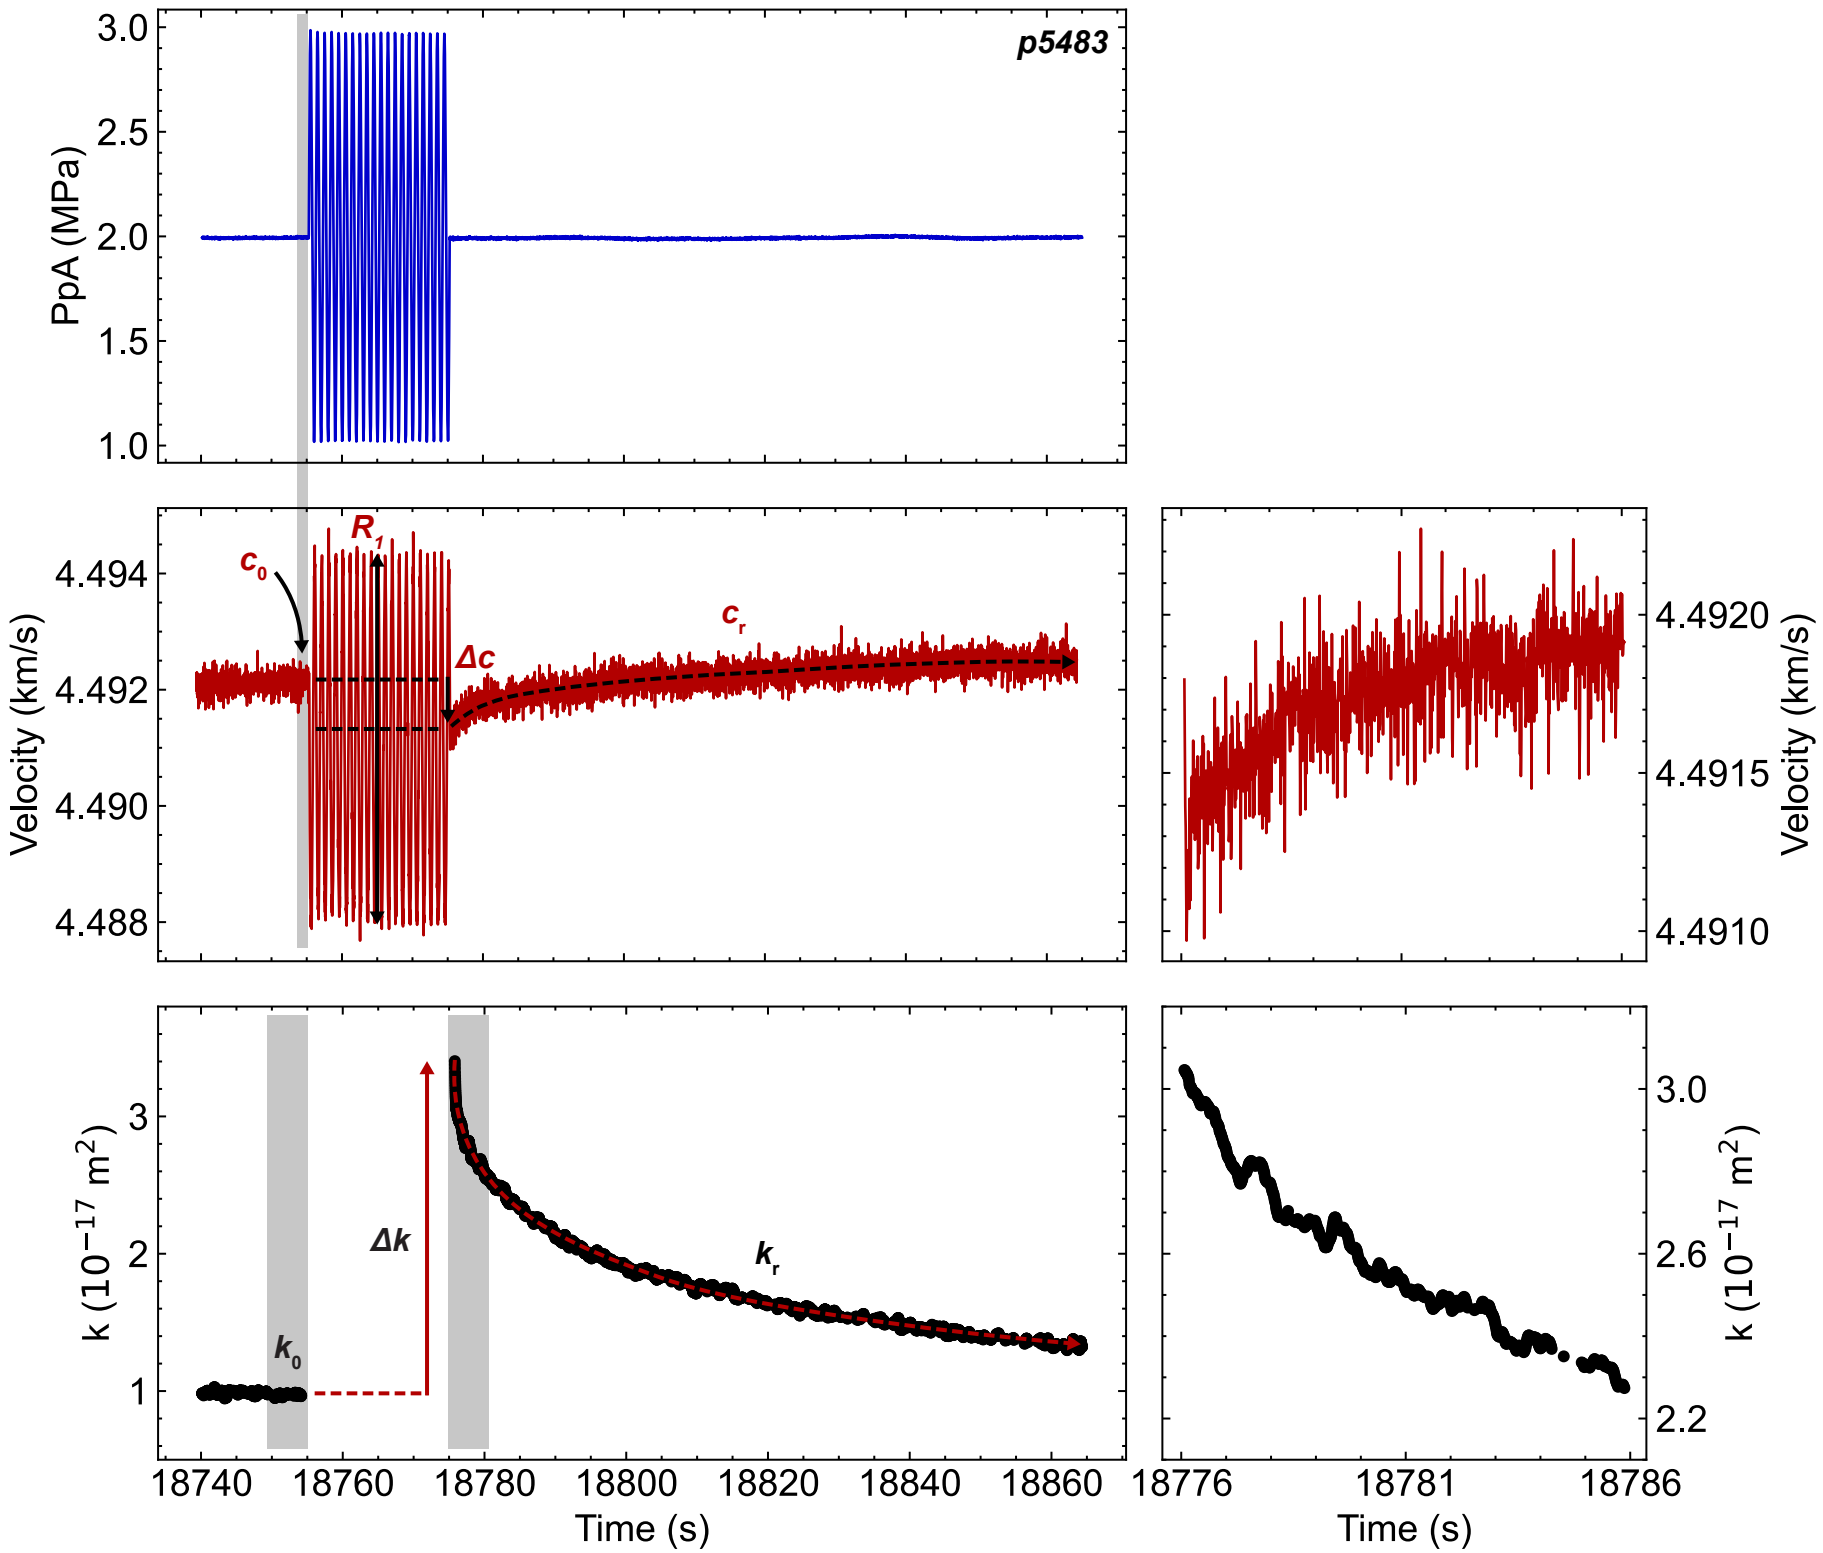 p5483
3.0
2.5
2.0
1.5
1.0
PpA (MPa)
R₁
c₀
Δc
cᵣ
4.494
4.492
4.490
4.488
Velocity (km/s)
4.4920
4.4915
4.4910
Velocity (km/s)
3
2
1
k (10⁻¹⁷ m²)
Δk
kᵣ
k₀
18740 18760 18780 18800 18820 18840 18860
Time (s)
3.0
2.6
2.2
k (10⁻¹⁷ m²)
18776 18781 18786
Time (s)